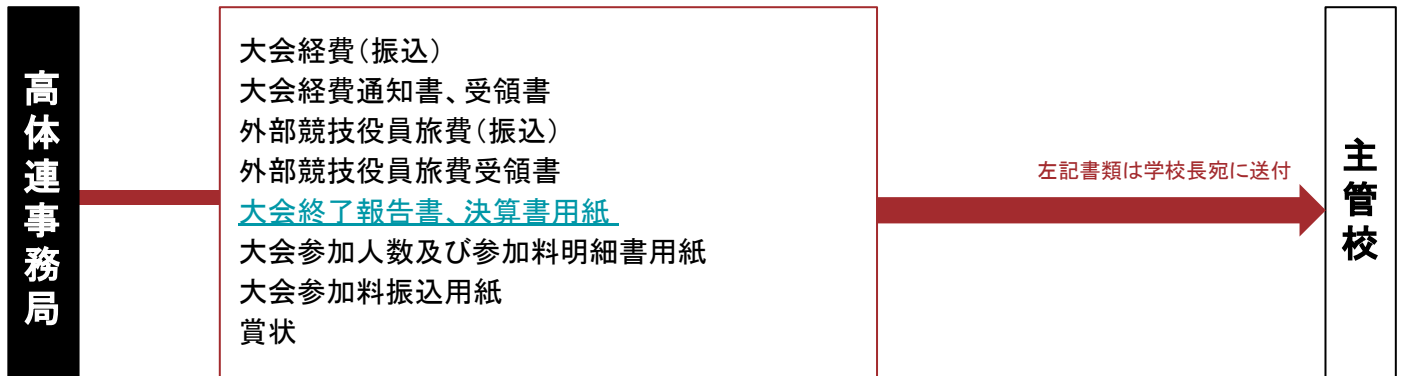 高体連事務局
大会経費(振込)
大会経費通知書、受領書
外部競技役員旅費(振込)
外部競技役員旅費受領書
大会終了報告書、決算書用紙
大会参加人数及び参加料明細書用紙
大会参加料振込用紙
賞状
左記書類は学校長宛に送付
主管校